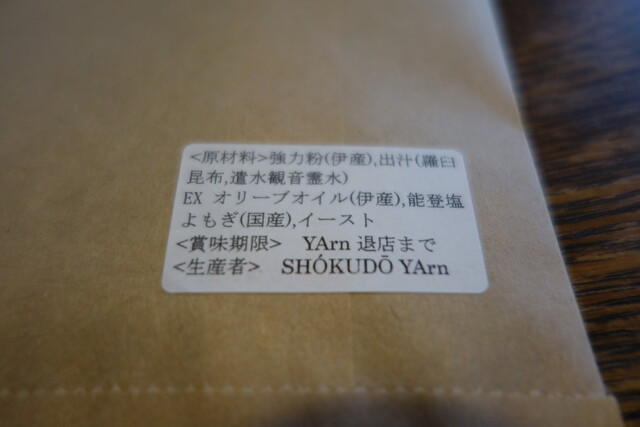 <原材料>強力粉(伊産),出汁(羅臼
昆布,遣水観音霊水)
EX オリーブオイル(伊産),能登塩
よもぎ(国産),イースト
<賞味期限> YArn 退店まで
<生産者> SHÓKUDŌ YArn